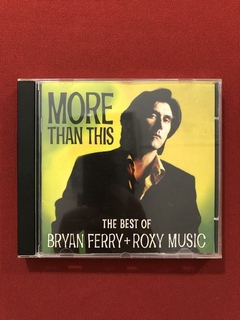 MORE
THAN THIS
THE BEST OF
BRYAN FERRY + ROXY MUSIC